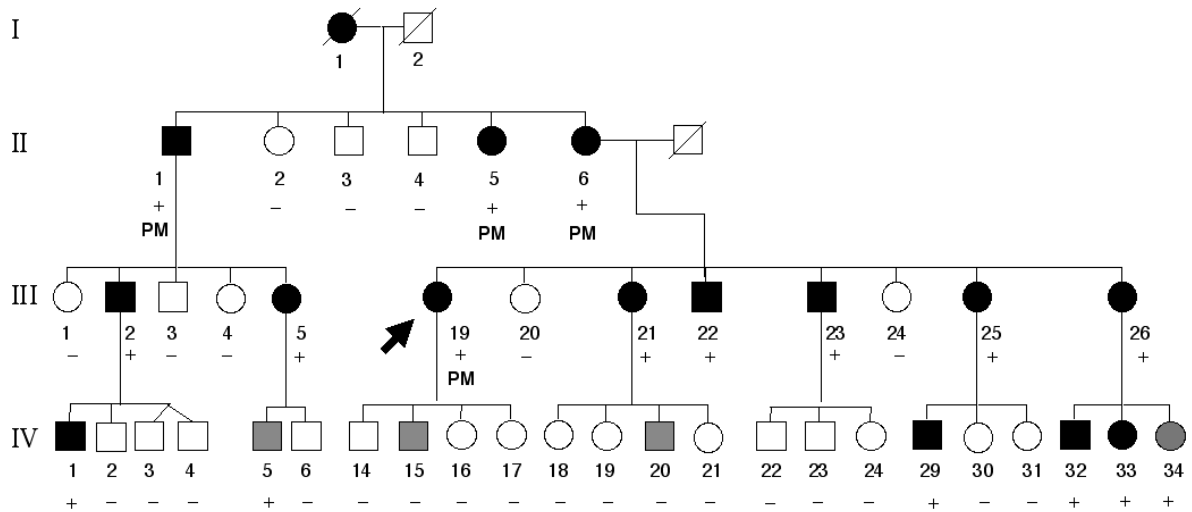 I
1 2
II
1 2 3 4 5 6
+ – – – + +
PM PM PM
III
1 2 3 4 5 19 20 21 22 23 24 25 26
– + – – + + – + + + – + +
PM
IV
1 2 3 4 5 6 14 15 16 17 18 19 20 21 22 23 24 29 30 31 32 33 34
+ – – – + – – – – – – – – – – – – + – – + + +